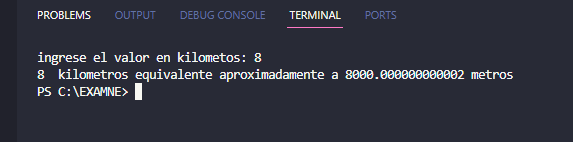 PROBLEMS OUTPUT DEBUG CONSOLE TERMINAL PORTS
ingrese el valor en kilometos: 8
8  kilometros equivalente aproximadamente a 8000.000000000002 metros
PS C:\EXAMNE>